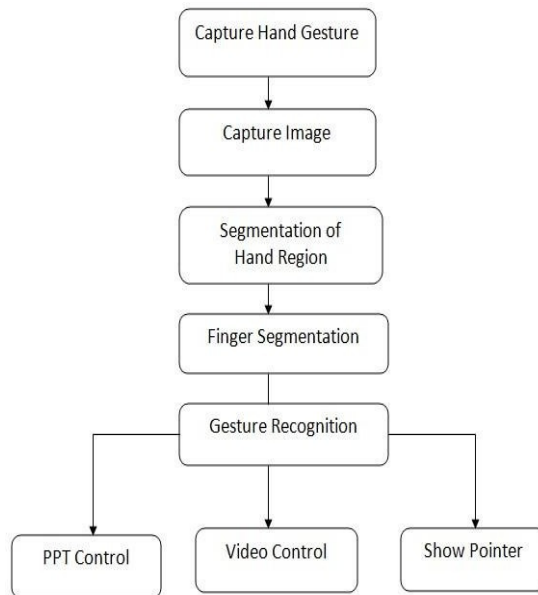 Capture Hand Gesture
Capture Image
Segmentation of
Hand Region
Finger Segmentation
Gesture Recognition
PPT Control
Video Control
Show Pointer